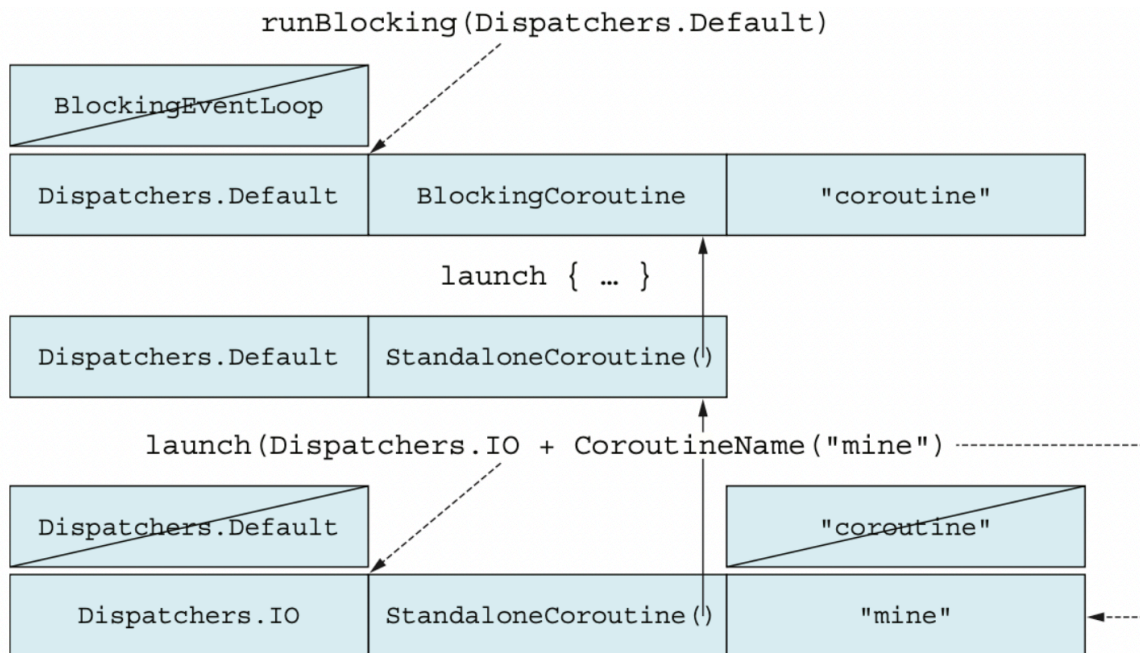 runBlocking(Dispatchers.Default)
BlockingEventLoop
Dispatchers.Default BlockingCoroutine "coroutine"
launch { … }
Dispatchers.Default StandaloneCoroutine()
launch(Dispatchers.IO + CoroutineName("mine")
Dispatchers.Default "coroutine"
Dispatchers.IO StandaloneCoroutine() "mine"